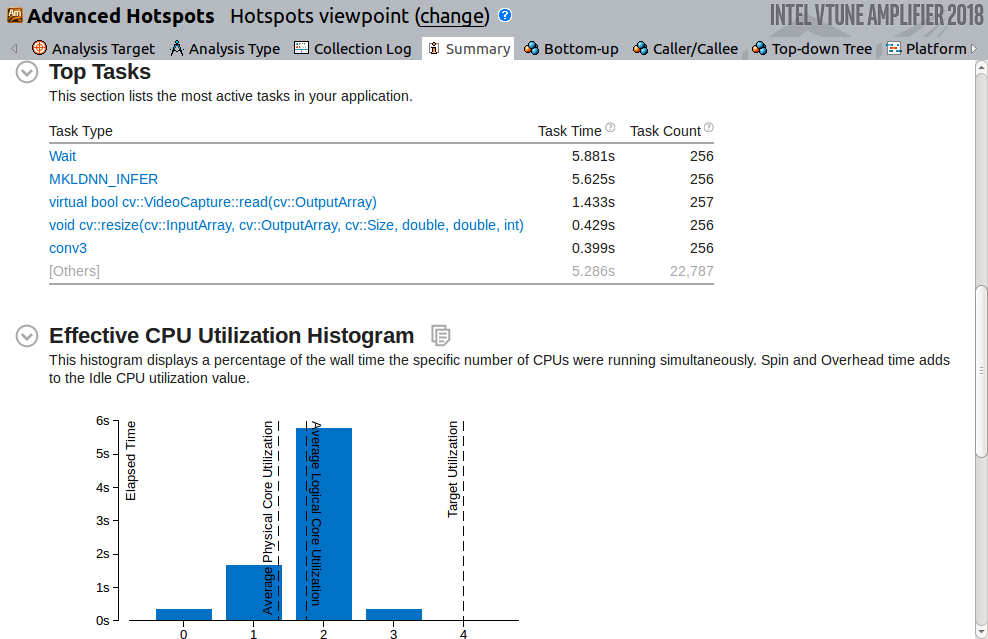 Am Advanced Hotspots Hotspots viewpoint (change) ?
INTEL VTUNE AMPLIFIER 2018
Analysis Target Analysis Type Collection Log Summary Bottom-up Caller/Callee Top-down Tree Platform
Top Tasks
This section lists the most active tasks in your application.
Task Type Task Time ? Task Count ?
Wait 5.881s 256
MKLDNN_INFER 5.625s 256
virtual bool cv::VideoCapture::read(cv::OutputArray) 1.433s 257
void cv::resize(cv::InputArray, cv::OutputArray, cv::Size, double, double, int) 0.429s 256
conv3 0.399s 256
[Others] 5.286s 22,787
Effective CPU Utilization Histogram
This histogram displays a percentage of the wall time the specific number of CPUs were running simultaneously. Spin and Overhead time adds
to the Idle CPU utilization value.
6s
5s
4s
3s
2s
1s
0s
Elapsed Time
Average Physical Core Utilization
Average Logical Core Utilization
Target Utilization
0 1 2 3 4